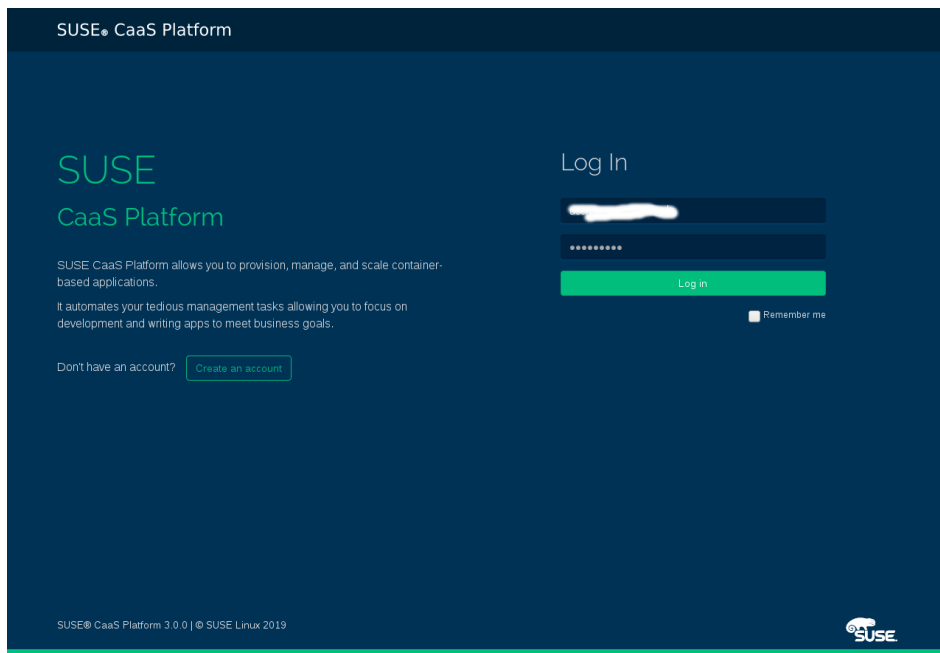 SUSE® CaaS Platform
SUSE
CaaS Platform
SUSE CaaS Platform allows you to provision, manage, and scale container-
based applications.
It automates your tedious management tasks allowing you to focus on
development and writing apps to meet business goals.
Don't have an account? Create an account
Log In
•••••••••
Log in
Remember me
SUSE® CaaS Platform 3.0.0 | © SUSE Linux 2019
SUSE.